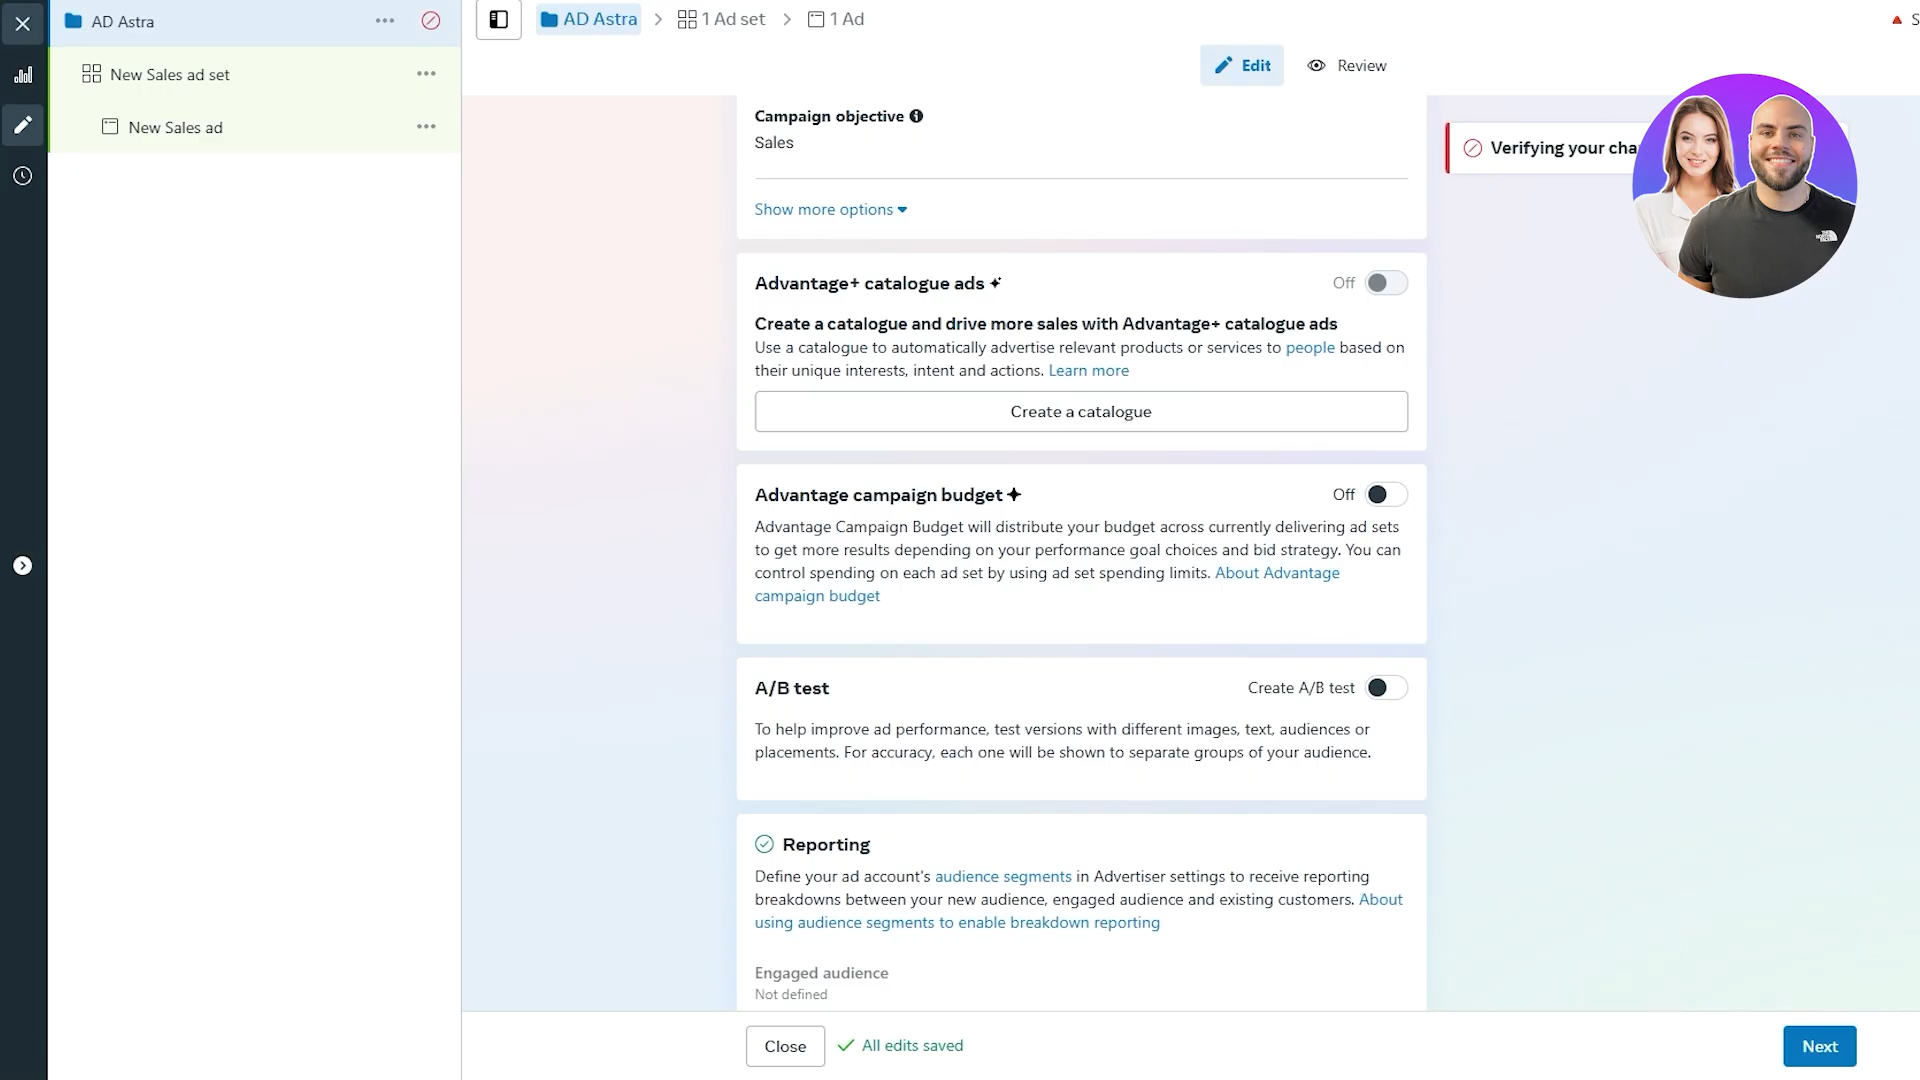 AD Astra
New Sales ad set
New Sales ad
AD Astra
1 Ad set
1 Ad
Edit
Review
Campaign objective
Sales
Show more options
Advantage+ catalogue ads
Off
Create a catalogue and drive more sales with Advantage+ catalogue ads
Use a catalogue to automatically advertise relevant products or services to people based on
their unique interests, intent and actions. Learn more
Create a catalogue
Advantage campaign budget
Off
Advantage Campaign Budget will distribute your budget across currently delivering ad sets
to get more results depending on your performance goal choices and bid strategy. You can
control spending on each ad set by using ad set spending limits. About Advantage
campaign budget
A/B test
Create A/B test
To help improve ad performance, test versions with different images, text, audiences or
placements. For accuracy, each one will be shown to separate groups of your audience.
Reporting
Define your ad account's audience segments in Advertiser settings to receive reporting
breakdowns between your new audience, engaged audience and existing customers. About
using audience segments to enable breakdown reporting
Engaged audience
Not defined
Close
All edits saved
Next
Verifying your